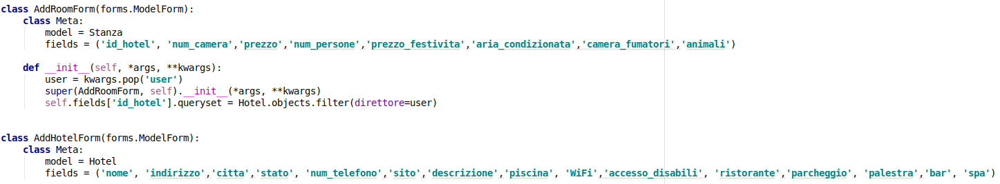 class AddRoomForm(forms.ModelForm):
    class Meta:
        model = Stanza
        fields = ('id_hotel', 'num_camera','prezzo','num_persone','prezzo_festivita','aria_condizionata','camera_fumatori','animali')
    def __init__(self, *args, **kwargs):
        user = kwargs.pop('user')
        super(AddRoomForm, self).__init__(*args, **kwargs)
        self.fields['id_hotel'].queryset = Hotel.objects.filter(direttore=user)
class AddHotelForm(forms.ModelForm):
    class Meta:
        model = Hotel
        fields = ('nome', 'indirizzo','citta','stato', 'num_telefono','sito','descrizione','piscina', 'WiFi','accesso_disabili', 'ristorante','parcheggio', 'palestra','bar', 'spa')